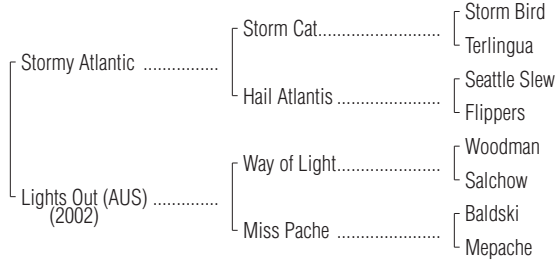 Storm Bird
Storm Cat..............................
Terlingua
Stormy Atlantic ..................
Seattle Slew
Hail Atlantis .........................
Flippers
Woodman
Way of Light.........................
Salchow
Lights Out (AUS) ................
(2002)
Baldski
Miss Pache .........................
Mepache